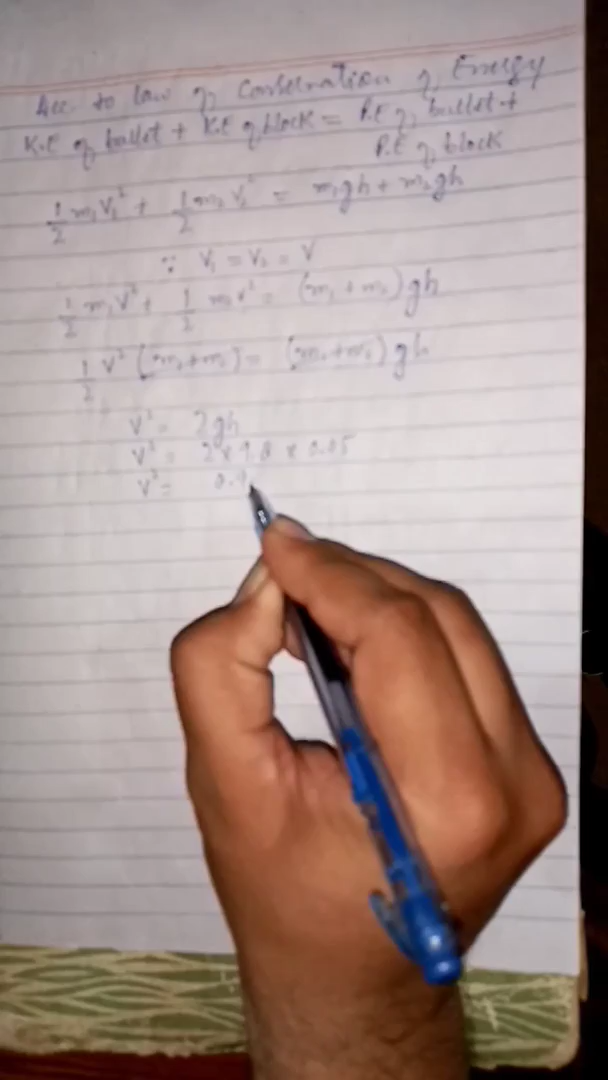 Acc. to law of Conservation of Energy
K.E of bullet + K.E of block = P.E of bullet +
P.E of block
1/2 m₁V₁² + 1/2 m₂V₂² = m₁gh + m₂gh
∵ V₁ = V₂ = V
1/2 m₁V² + 1/2 m₂V² = (m₁ + m₂) gh
1/2 V² (m₁+m₂) = (m₁+m₂) gh
V² = 2gh
V² = 2 × 9.8 × 0.05
V² = 0.9